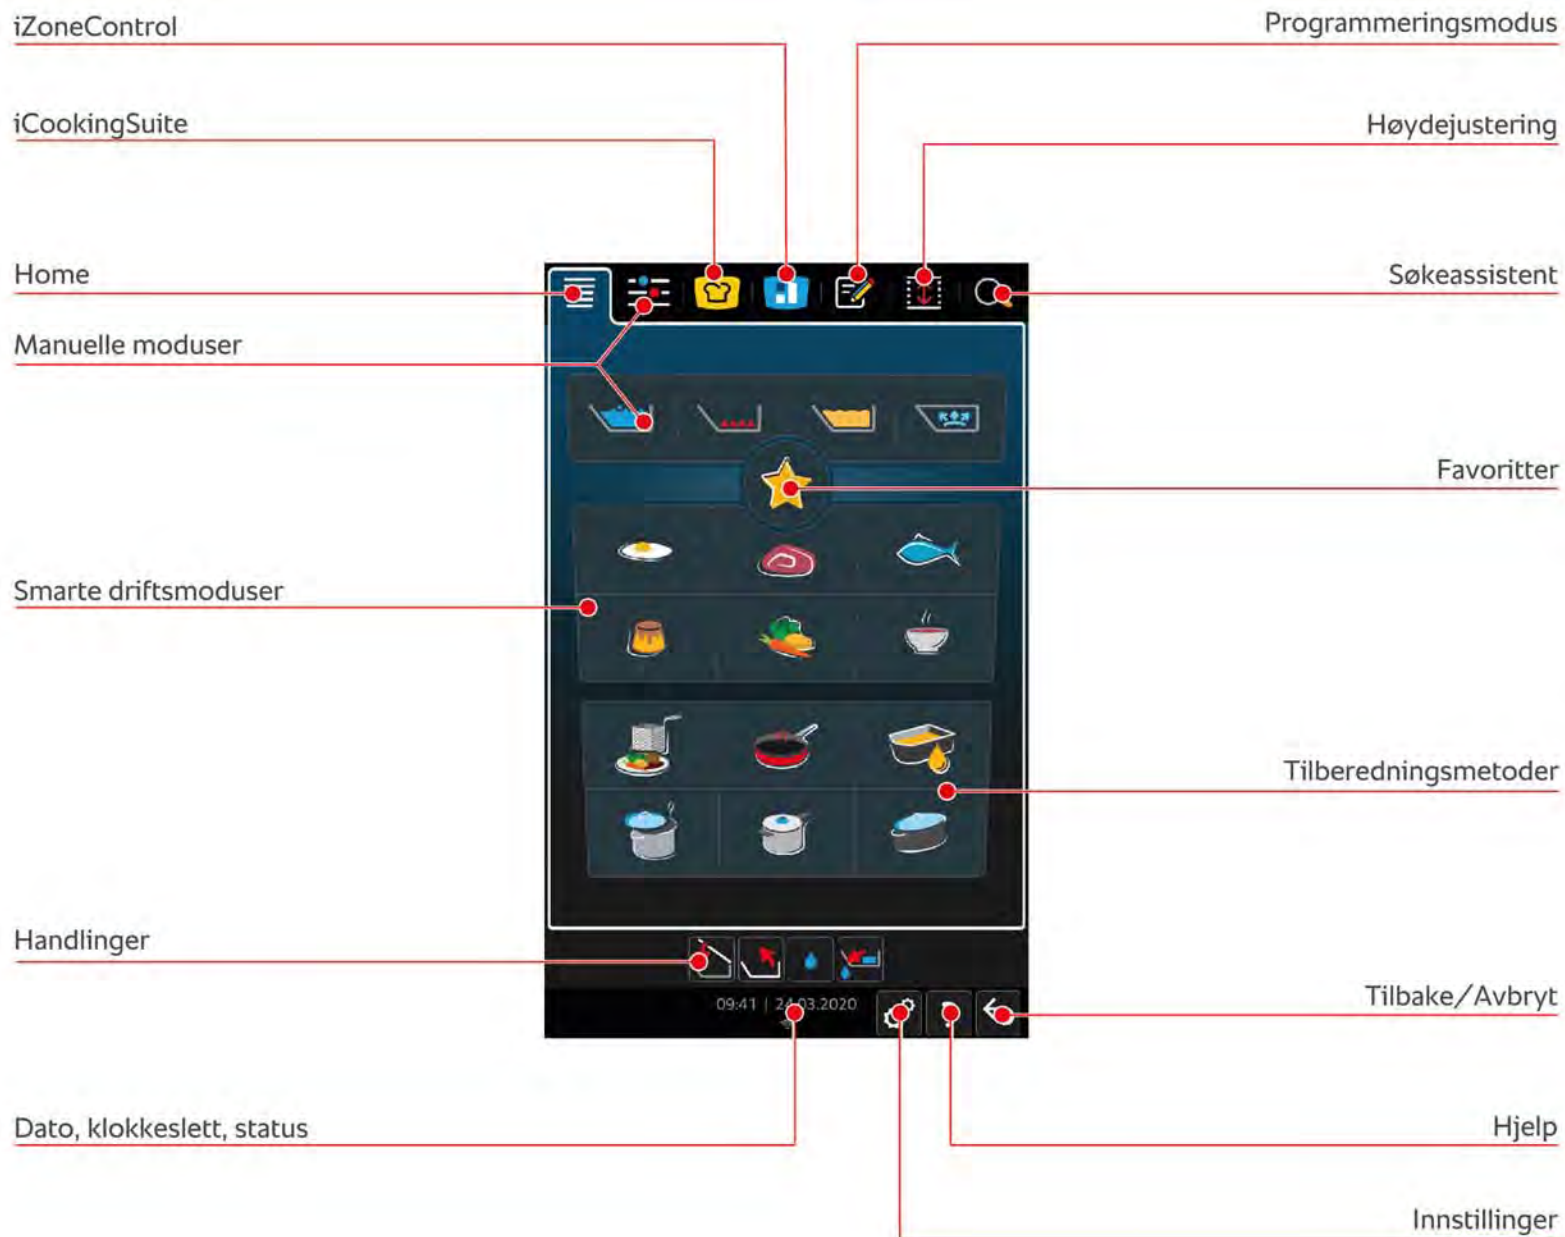 iZoneControl
Programmeringsmodus
iCookingSuite
Høydejustering
Home
Søkeassistent
Manuelle moduser
Favoritter
Smarte driftsmoduser
Tilberedningsmetoder
Handlinger
Tilbake/Avbryt
09:41 | 24.03.2020
Dato, klokkeslett, status
Hjelp
Innstillinger